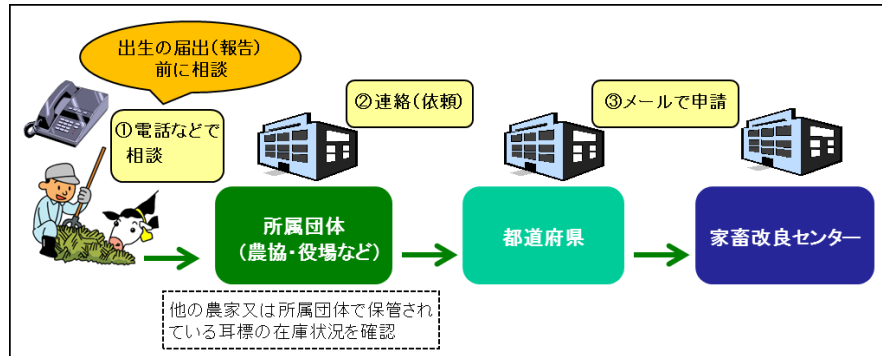 出生の届出(報告)
前に相談
①電話などで
相談
②連絡(依頼)
③メールで申請
所属団体
(農協・役場など)
都道府県
家畜改良センター
他の農家又は所属団体で保管され
ている耳標の在庫状況を確認